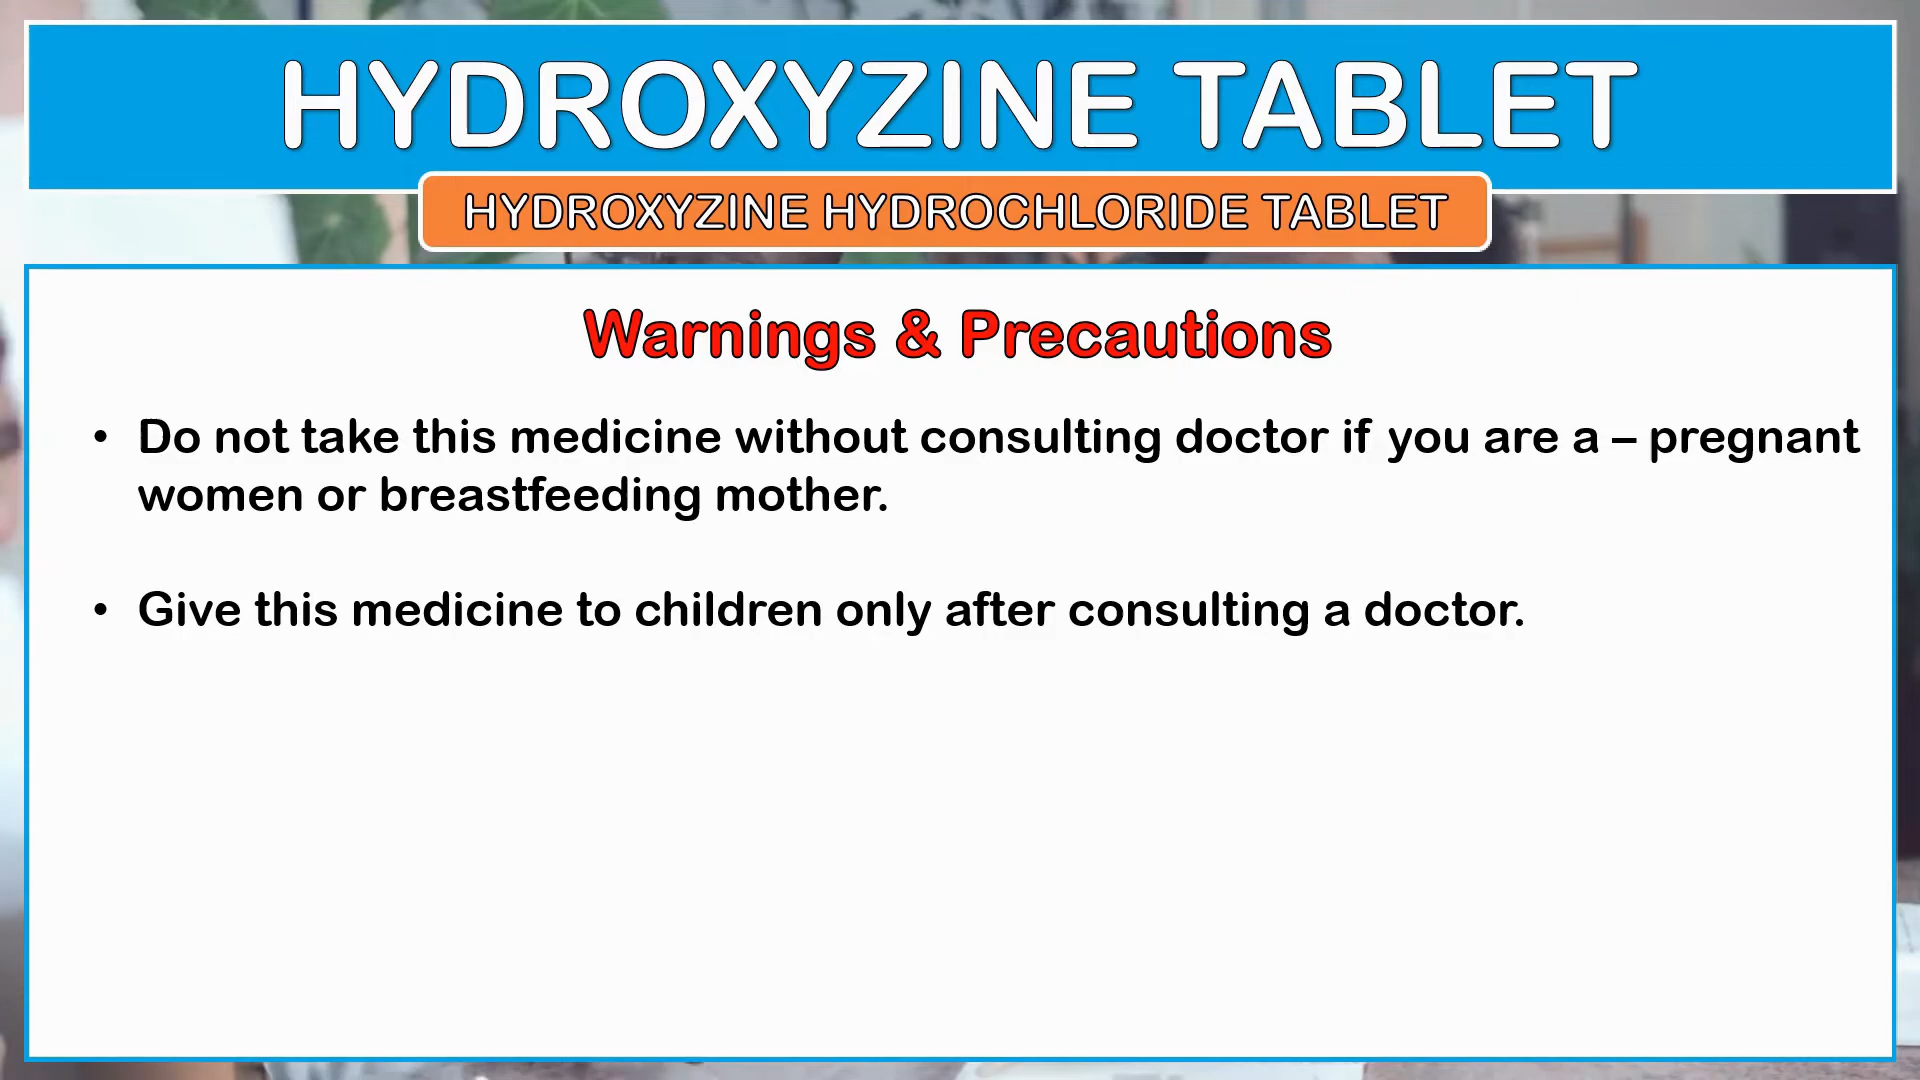 HYDROXYZINE TABLET
HYDROXYZINE HYDROCHLORIDE TABLET
Warnings & Precautions
• Do not take this medicine without consulting doctor if you are a – pregnant
women or breastfeeding mother.
• Give this medicine to children only after consulting a doctor.